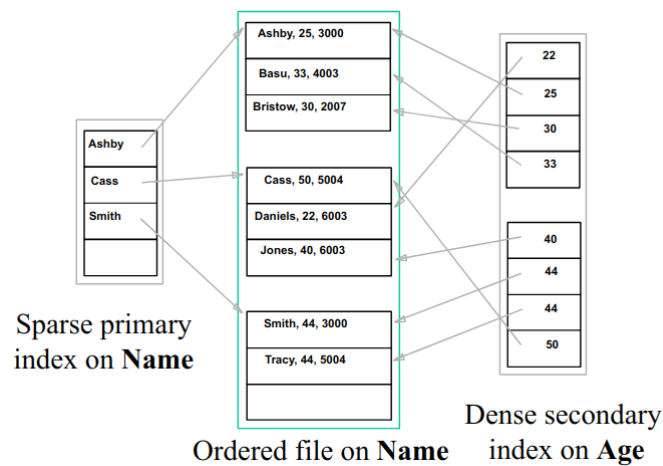 Ashby
Cass
Smith
Sparse primary
index on Name
Ashby, 25, 3000
Basu, 33, 4003
Bristow, 30, 2007
Cass, 50, 5004
Daniels, 22, 6003
Jones, 40, 6003
Smith, 44, 3000
Tracy, 44, 5004
Ordered file on Name
22
25
30
33
40
44
44
50
Dense secondary
index on Age